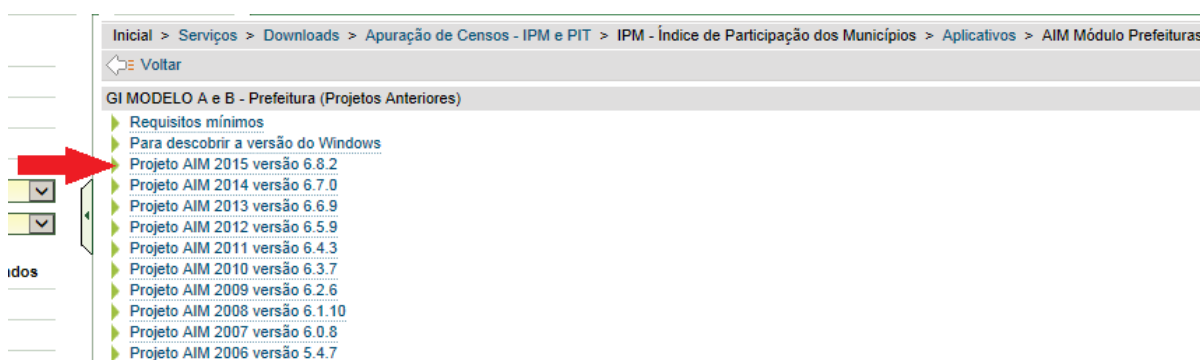 Inicial > Serviços > Downloads > Apuração de Censos - IPM e PIT > IPM - Índice de Participação dos Municípios > Aplicativos > AIM Módulo Prefeituras
Voltar
GI MODELO A e B - Prefeitura (Projetos Anteriores)
Requisitos mínimos
Para descobrir a versão do Windows
Projeto AIM 2015 versão 6.8.2
Projeto AIM 2014 versão 6.7.0
Projeto AIM 2013 versão 6.6.9
Projeto AIM 2012 versão 6.5.9
Projeto AIM 2011 versão 6.4.3
Projeto AIM 2010 versão 6.3.7
Projeto AIM 2009 versão 6.2.6
Projeto AIM 2008 versão 6.1.10
Projeto AIM 2007 versão 6.0.8
Projeto AIM 2006 versão 5.4.7